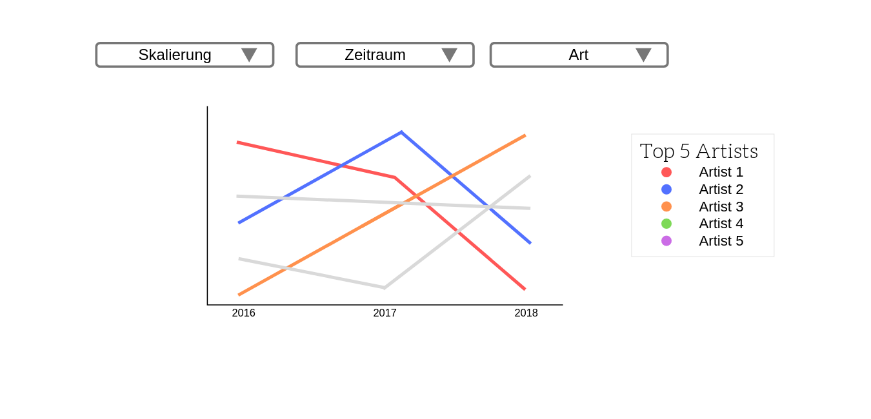 Skalierung
Zeitraum
Art
Top 5 Artists
Artist 1
Artist 2
Artist 3
Artist 4
Artist 5
2016
2017
2018